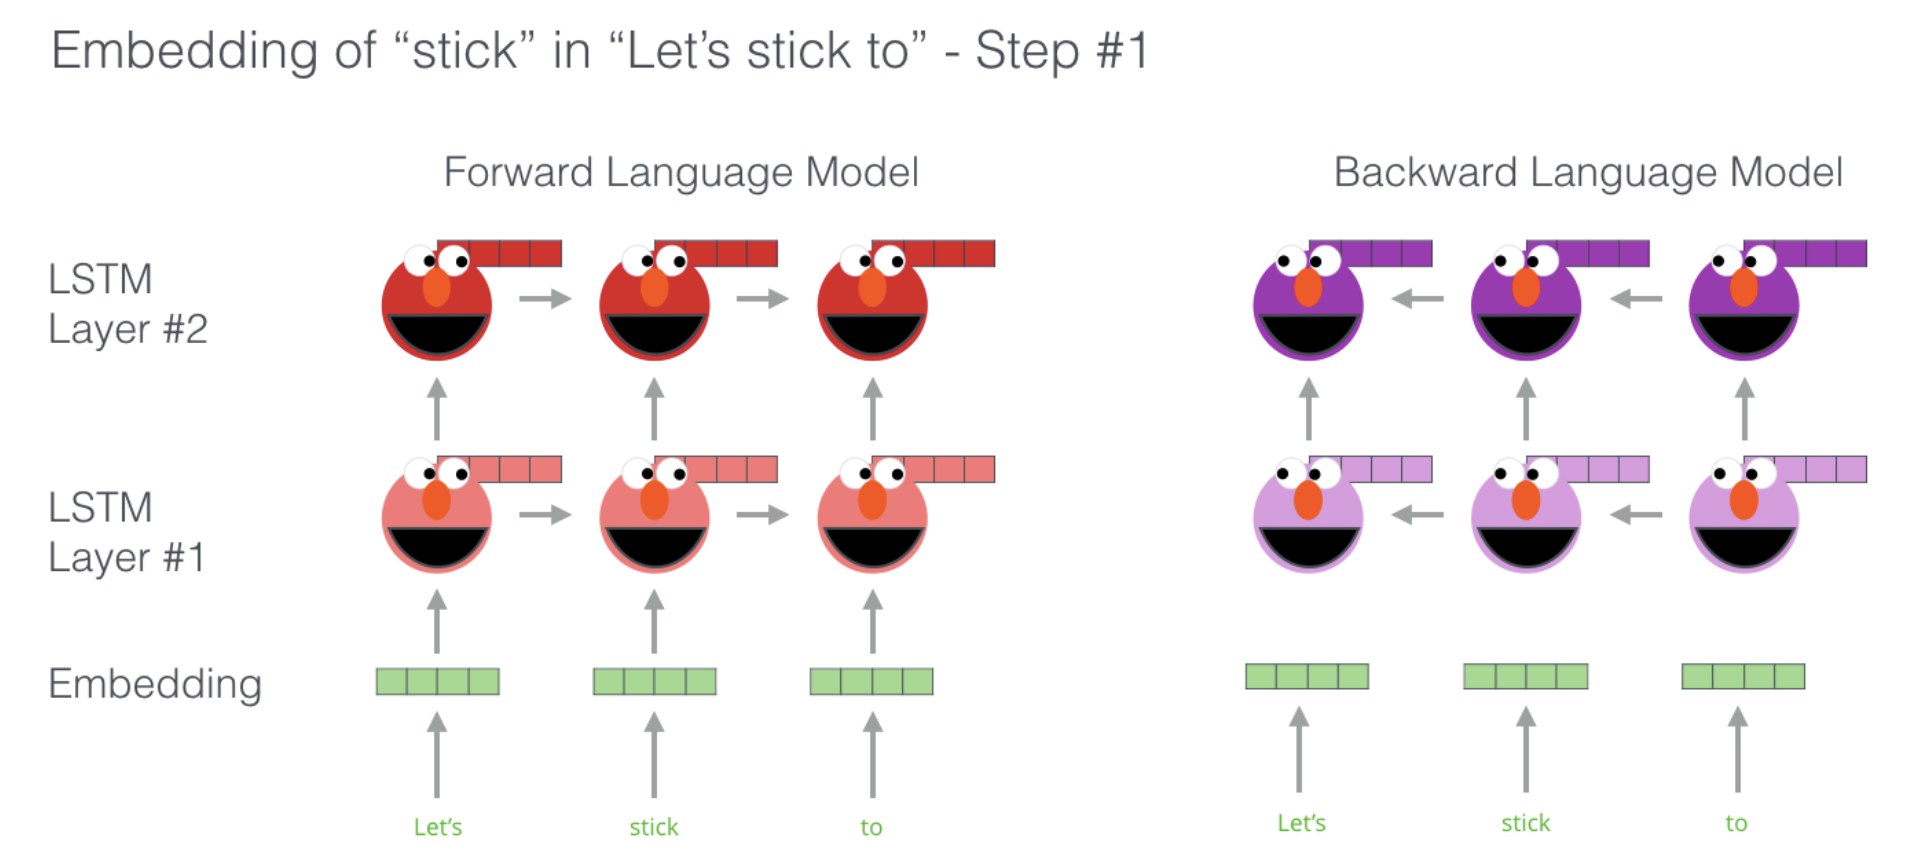 Embedding of “stick” in “Let’s stick to” - Step #1
Forward Language Model
Backward Language Model
LSTM
Layer #2
LSTM
Layer #1
Embedding
Let’s
stick
to
Let’s
stick
to